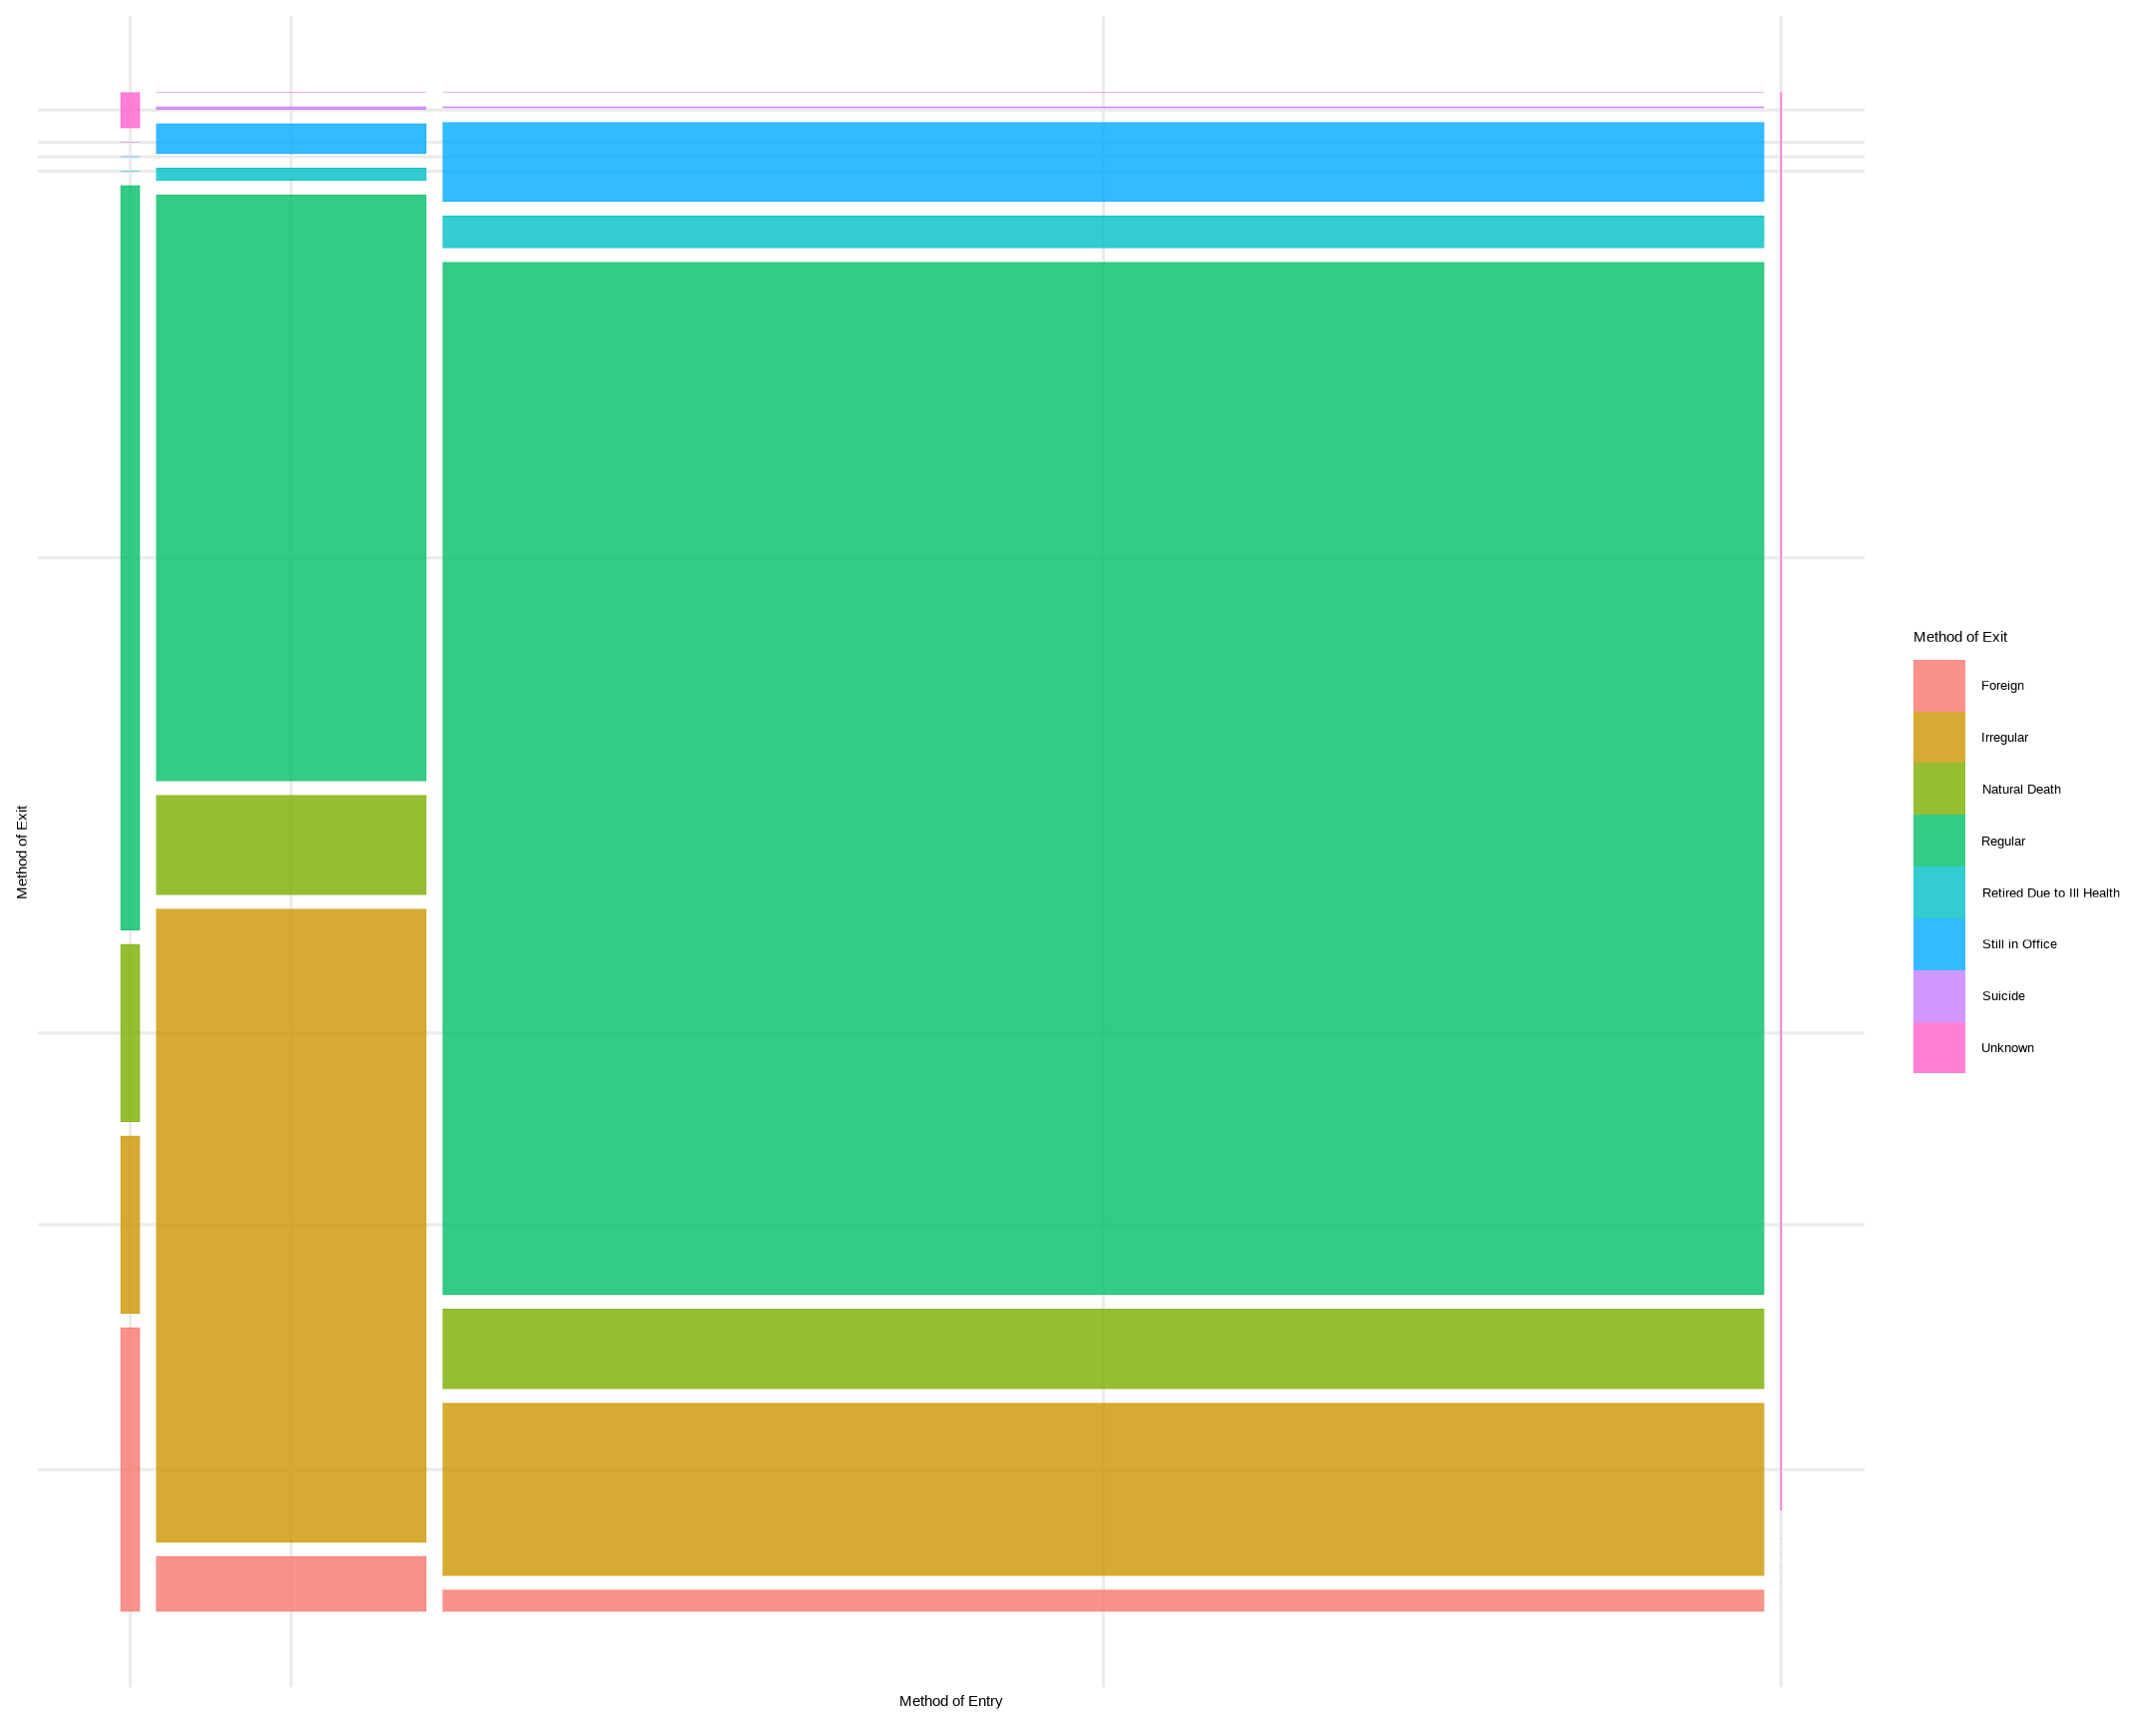 Method of Exit
Method of Entry
Method of Exit
Foreign
Irregular
Natural Death
Regular
Retired Due to Ill Health
Still in Office
Suicide
Unknown